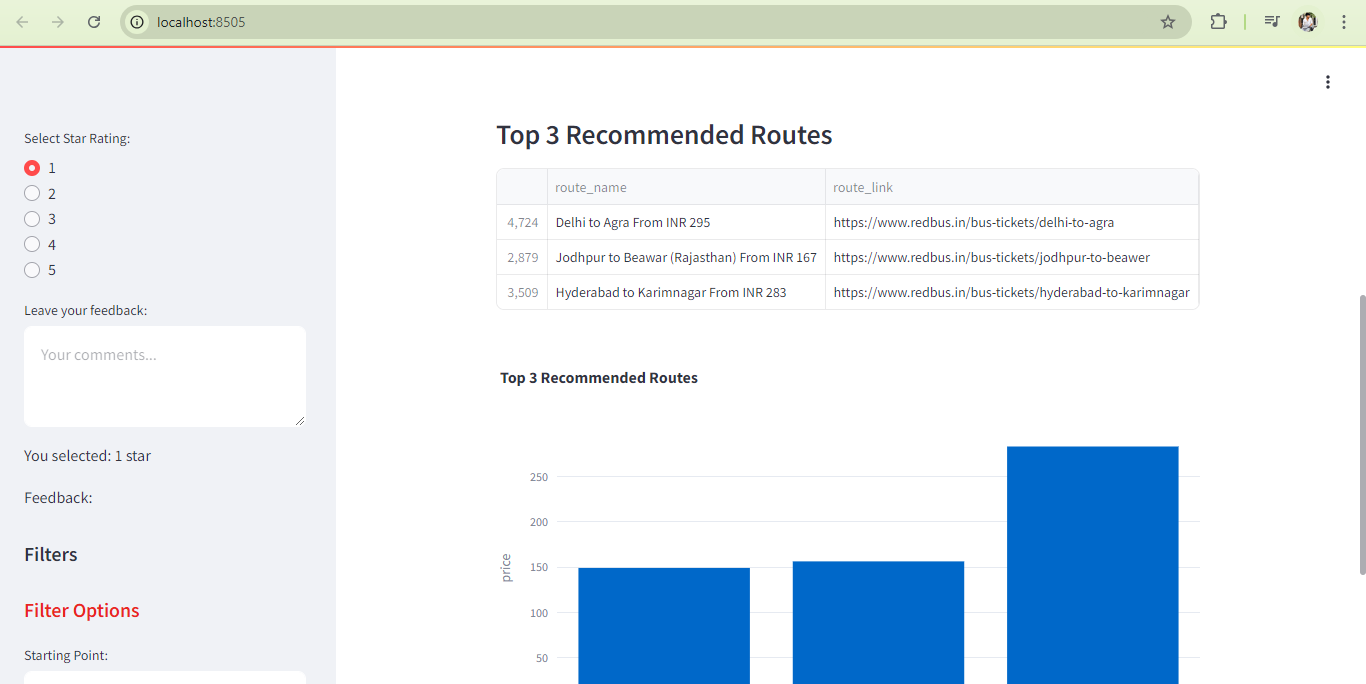 localhost:8505
Select Star Rating:
1
2
3
4
5
Leave your feedback:
Your comments...
You selected: 1 star
Feedback:
Filters
Filter Options
Starting Point:
Top 3 Recommended Routes
route_name route_link
4,724 Delhi to Agra From INR 295 https://www.redbus.in/bus-tickets/delhi-to-agra
2,879 Jodhpur to Beawar (Rajasthan) From INR 167 https://www.redbus.in/bus-tickets/jodhpur-to-beawer
3,509 Hyderabad to Karimnagar From INR 283 https://www.redbus.in/bus-tickets/hyderabad-to-karimnagar
Top 3 Recommended Routes
250
200
150
100
50
price